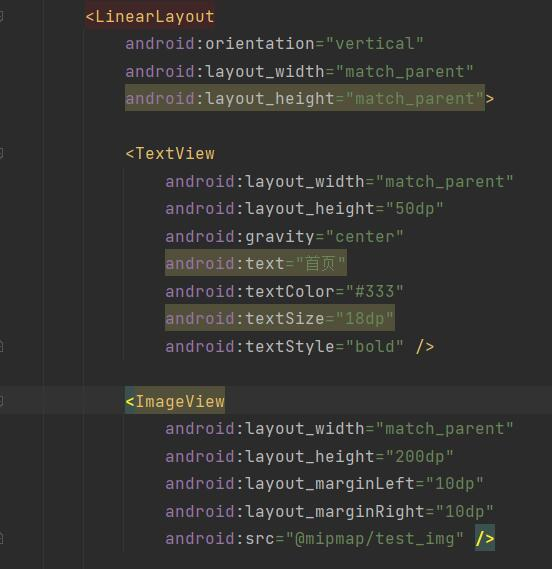 <LinearLayout
android:orientation="vertical"
android:layout_width="match_parent"
android:layout_height="match_parent">
<TextView
android:layout_width="match_parent"
android:layout_height="50dp"
android:gravity="center"
android:text="首页"
android:textColor="#333"
android:textSize="18dp"
android:textStyle="bold" />
<ImageView
android:layout_width="match_parent"
android:layout_height="200dp"
android:layout_marginLeft="10dp"
android:layout_marginRight="10dp"
android:src="@mipmap/test_img" />